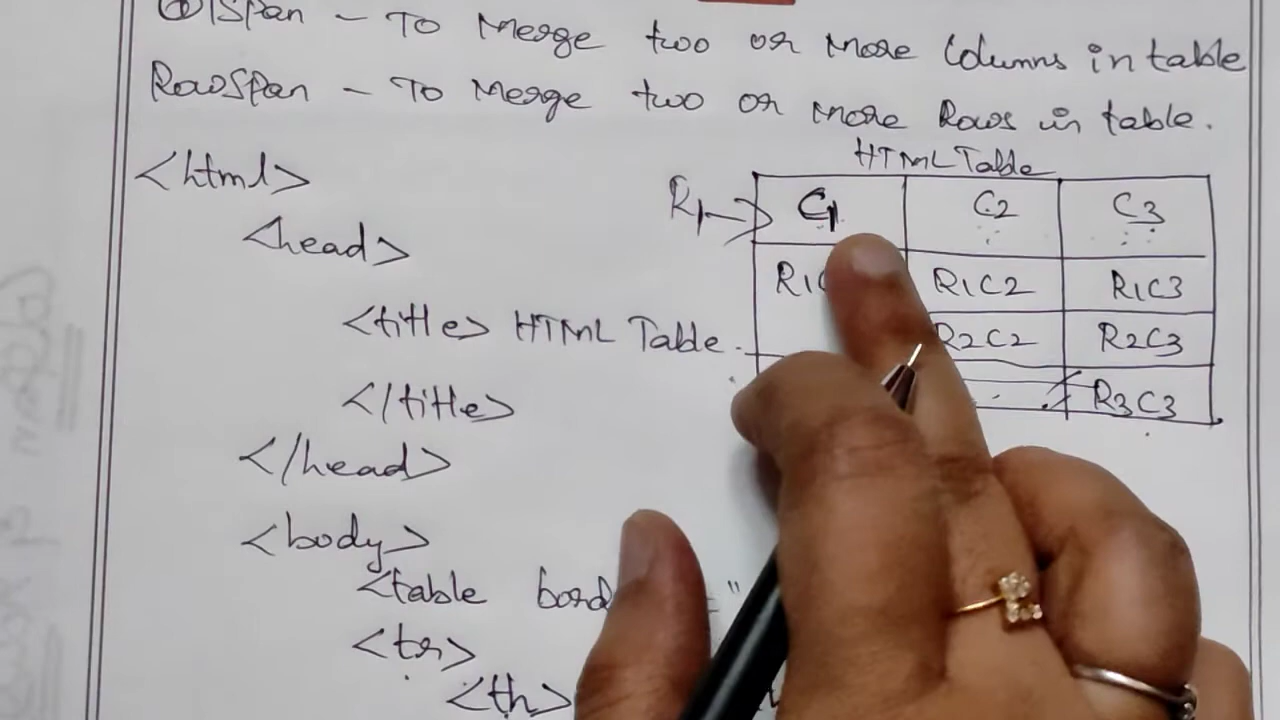 Colspan - To Merge two or more Columns in table
RowSpan - To Merge two or more Rows in table.
HTML Table
<html>
R1 C1 C2 C3
<head>
R1C2 R1C3
<title> HTML Table.
R2C2 R2C3
</title>
R3C3
</head>
<body>
<table
<tr>
<th>